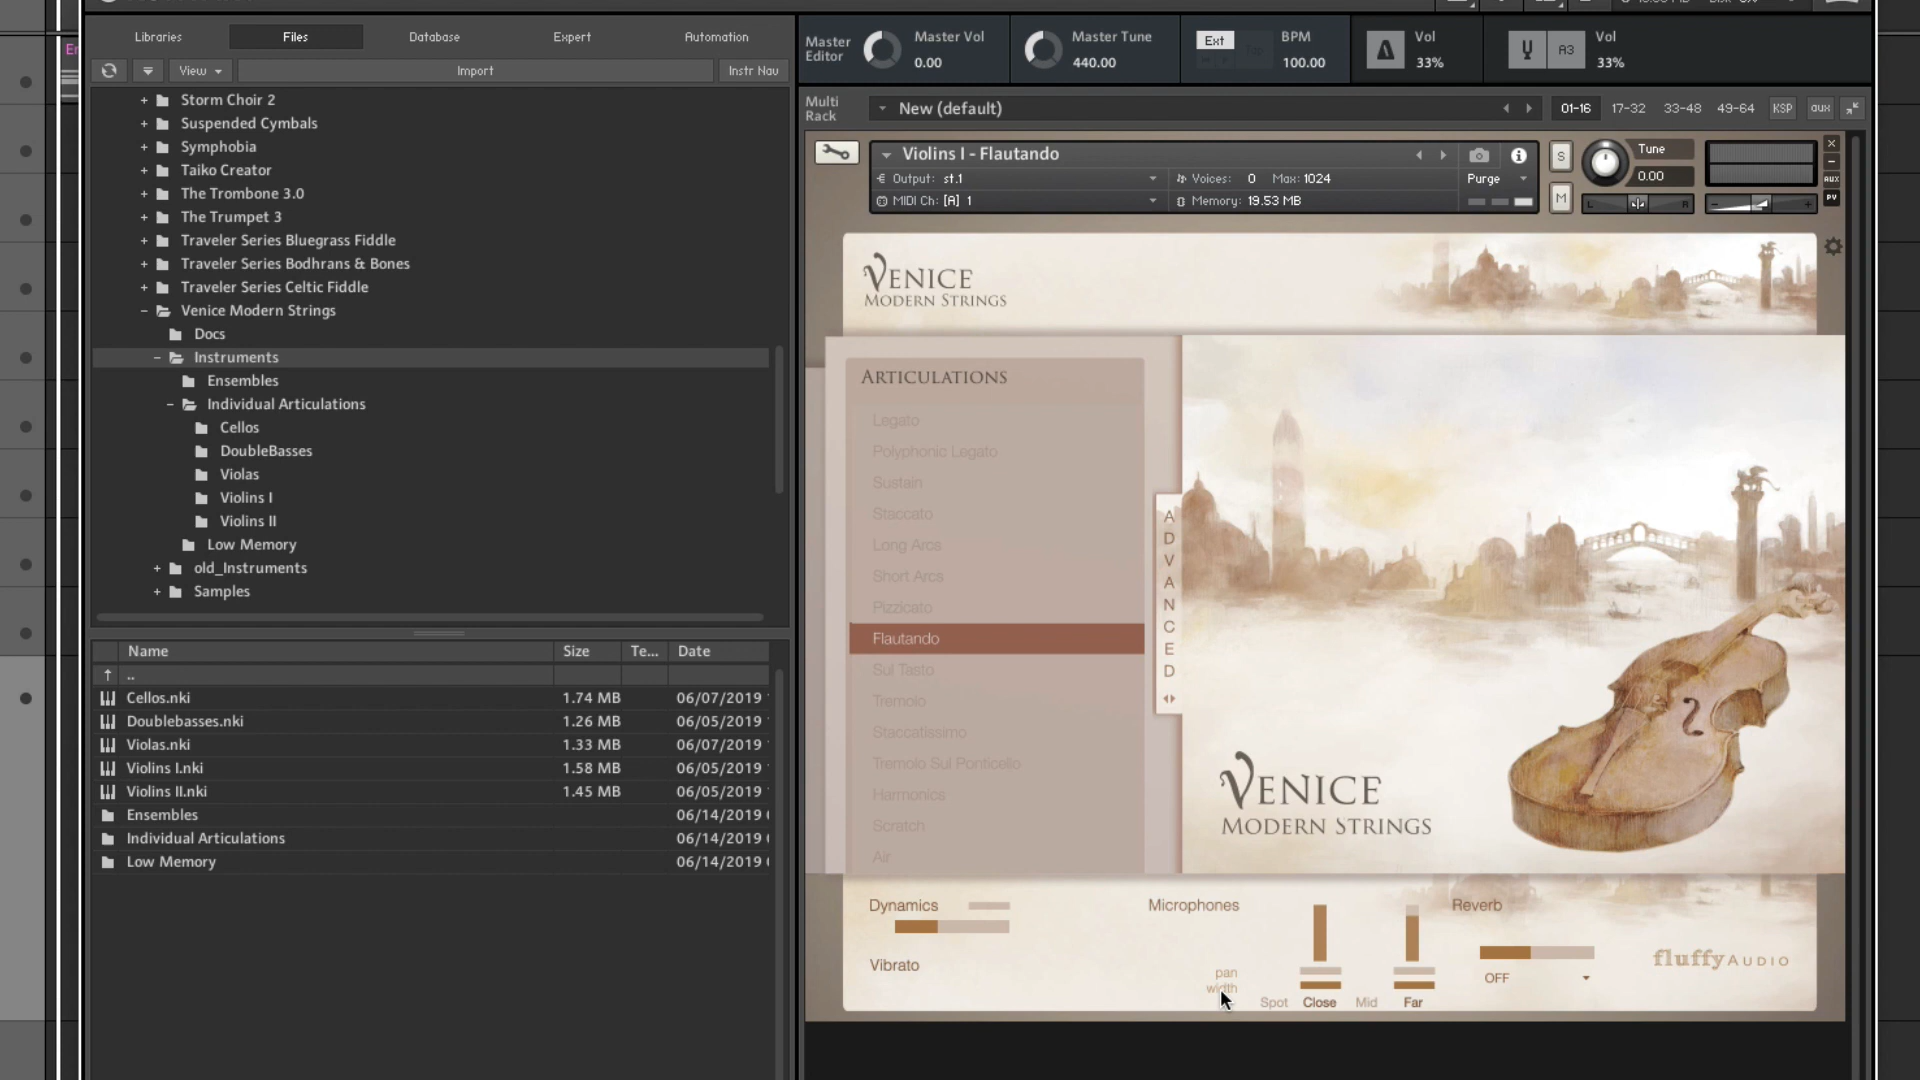 Libraries
Files
Database
Expert
Automation
View
Import
Instr Nav
Storm Choir 2
Suspended Cymbals
Symphobia
Taiko Creator
The Trombone 3.0
The Trumpet 3
Traveler Series Bluegrass Fiddle
Traveler Series Bodhrans & Bones
Traveler Series Celtic Fiddle
Venice Modern Strings
Docs
Instruments
Ensembles
Individual Articulations
Cellos
DoubleBasses
Violas
Violins I
Violins II
Low Memory
old_Instruments
Samples
Name Size Te... Date
..
Cellos.nki 1.74 MB 06/07/2019
Doublebasses.nki 1.26 MB 06/05/2019
Violas.nki 1.33 MB 06/07/2019
Violins I.nki 1.58 MB 06/05/2019
Violins II.nki 1.45 MB 06/05/2019
Ensembles 06/14/2019
Individual Articulations 06/14/2019
Low Memory 06/14/2019
Master Editor
Master Vol
0.00
Master Tune
440.00
Ext
BPM
100.00
Vol
33%
A3
Vol
33%
Multi Rack
New (default)
01-16 17-32 33-48 49-64 KSP aux
Violins I - Flautando
Output: st.1
Voices: 0 Max: 1024
Purge
MIDI Ch: [A] 1
Memory: 19.53 MB
S
M
Tune
0.00
L R
AUX
PV
VENICE
MODERN STRINGS
ARTICULATIONS
Legato
Polyphonic Legato
Sustain
Staccato
Long Arcs
Short Arcs
Pizzicato
Flautando
Sul Tasto
Tremolo
Staccatissimo
Tremolo Sul Ponticello
Harmonics
Scratch
Air
ADVANCED
VENICE
MODERN STRINGS
Dynamics
Vibrato
Microphones
pan
width
Spot Close Mid Far
Reverb
OFF
fluffyAUDIO